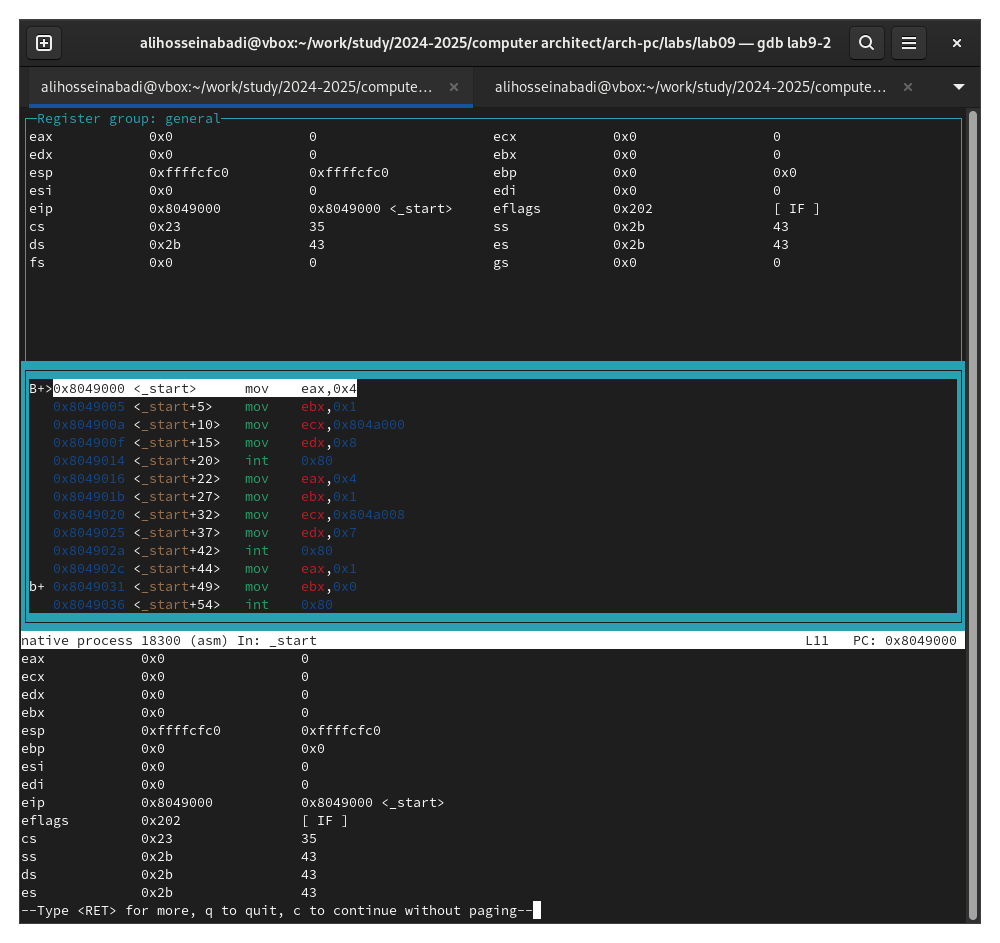 alihosseinabadi@vbox:~/work/study/2024-2025/computer architect/arch-pc/labs/lab09 — gdb lab9-2
alihosseinabadi@vbox:~/work/study/2024-2025/compute... alihosseinabadi@vbox:~/work/study/2024-2025/compute...
Register group: general
eax 0x0 0 ecx 0x0 0
edx 0x0 0 ebx 0x0 0
esp 0xffffcfc0 0xffffcfc0 ebp 0x0 0x0
esi 0x0 0 edi 0x0 0
eip 0x8049000 0x8049000 <_start> eflags 0x202 [ IF ]
cs 0x23 35 ss 0x2b 43
ds 0x2b 43 es 0x2b 43
fs 0x0 0 gs 0x0 0
B+>0x8049000 <_start> mov eax,0x4
0x8049005 <_start+5> mov ebx,0x1
0x804900a <_start+10> mov ecx,0x804a000
0x804900f <_start+15> mov edx,0x8
0x8049014 <_start+20> int 0x80
0x8049016 <_start+22> mov eax,0x4
0x804901b <_start+27> mov ebx,0x1
0x8049020 <_start+32> mov ecx,0x804a008
0x8049025 <_start+37> mov edx,0x7
0x804902a <_start+42> int 0x80
0x804902c <_start+44> mov eax,0x1
b+ 0x8049031 <_start+49> mov ebx,0x0
0x8049036 <_start+54> int 0x80
native process 18300 (asm) In: _start L11 PC: 0x8049000
eax 0x0 0
ecx 0x0 0
edx 0x0 0
ebx 0x0 0
esp 0xffffcfc0 0xffffcfc0
ebp 0x0 0x0
esi 0x0 0
edi 0x0 0
eip 0x8049000 0x8049000 <_start>
eflags 0x202 [ IF ]
cs 0x23 35
ss 0x2b 43
ds 0x2b 43
es 0x2b 43
--Type <RET> for more, q to quit, c to continue without paging--